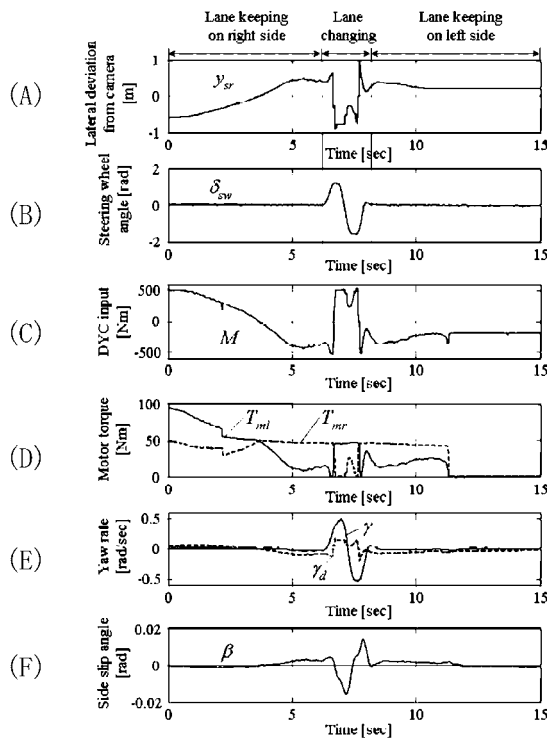 Lane keeping on right side
Lane changing
Lane keeping on left side
(A)
Lateral deviation from camera [m]
1
0
-1
y_sr
0
5
10
15
Time [sec]
(B)
Steering wheel angle [rad]
2
0
-2
δ_sw
0
5
10
15
Time [sec]
(C)
DYC input [Nm]
500
0
-500
M
0
5
10
15
Time [sec]
(D)
Motor torque [Nm]
100
50
0
T_ml
T_mr
0
5
10
15
Time [sec]
(E)
Yaw rate [rad/sec]
0.5
0
-0.5
γ
γ_d
0
5
10
15
Time [sec]
(F)
Side slip angle [rad]
0.02
0
-0.02
β
0
5
10
15
Time [sec]